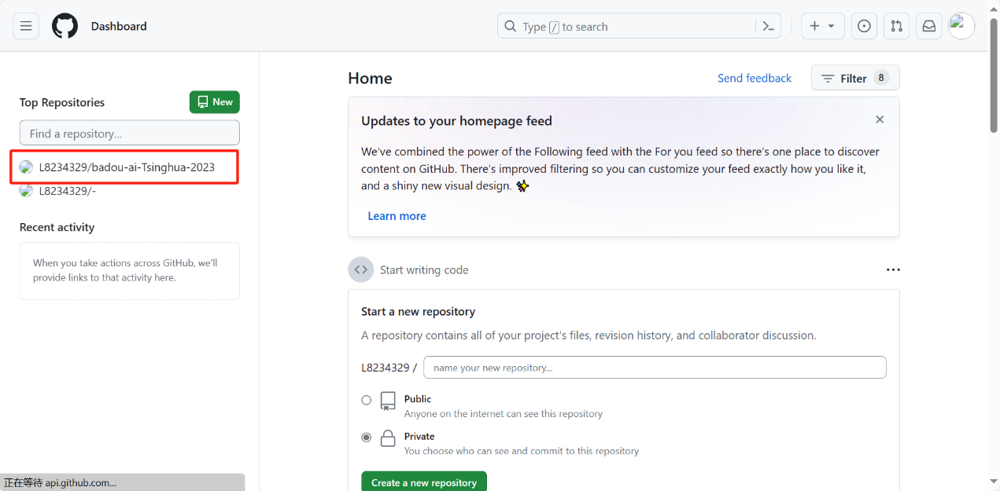 Dashboard
Type / to search
Top Repositories
New
Find a repository...
L8234329/badou-ai-Tsinghua-2023
L8234329/-
Recent activity
When you take actions across GitHub, we'll
provide links to that activity here.
Home
Send feedback
Filter 8
Updates to your homepage feed
We've combined the power of the Following feed with the For you feed so there's one place to discover
content on GitHub. There's improved filtering so you can customize your feed exactly how you like it,
and a shiny new visual design. ✨
Learn more
Start writing code
Start a new repository
A repository contains all of your project's files, revision history, and collaborator discussion.
L8234329 / name your new repository...
Public
Anyone on the internet can see this repository
Private
You choose who can see and commit to this repository
Create a new repository
正在等待 api.github.com...